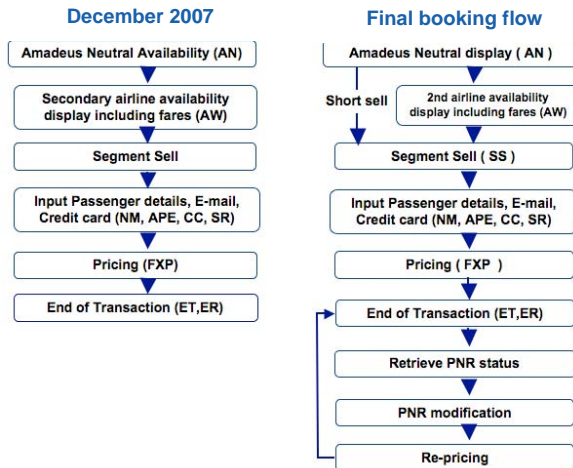 December 2007
Amadeus Neutral Availability (AN)
Secondary airline availability
display including fares (AW)
Segment Sell
Input Passenger details, E-mail,
Credit card (NM, APE, CC, SR)
Pricing (FXP)
End of Transaction (ET,ER)
Final booking flow
Amadeus Neutral display ( AN )
Short sell
2nd airline availability
display including fares (AW)
Segment Sell ( SS )
Input Passenger details, E-mail,
Credit card (NM, APE, CC, SR)
Pricing ( FXP )
End of Transaction (ET,ER)
Retrieve PNR status
PNR modification
Re-pricing